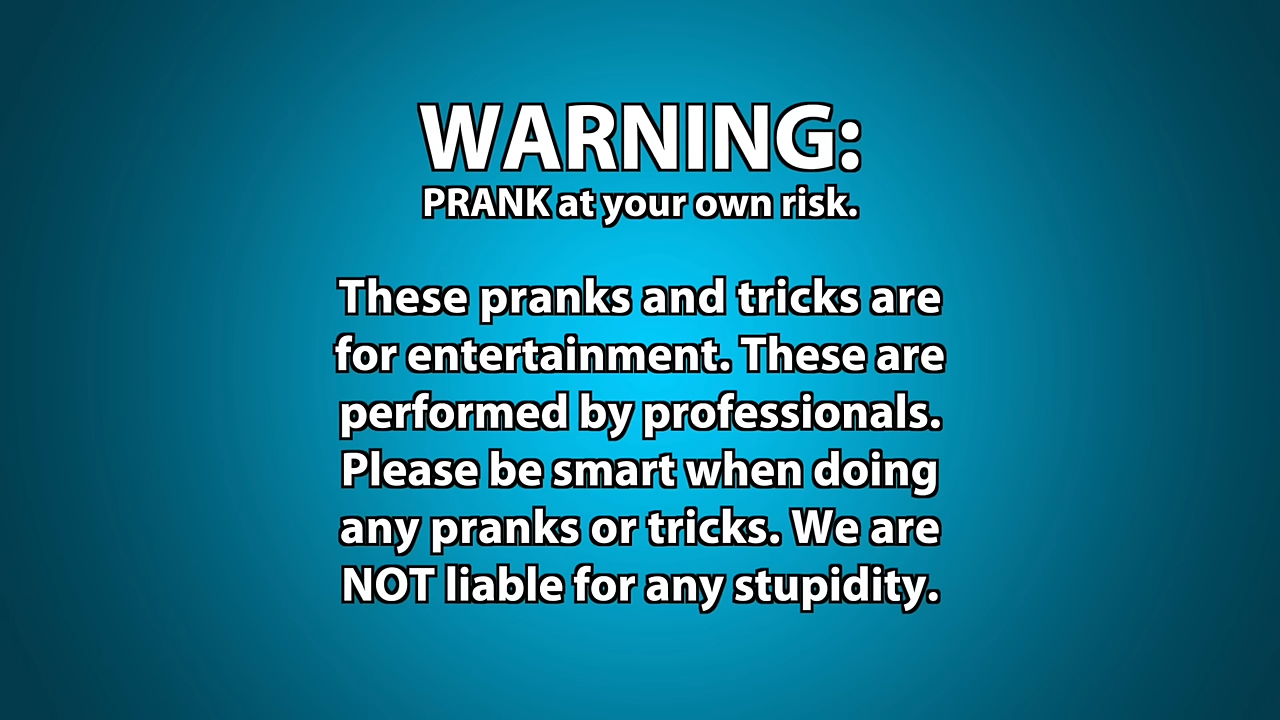 WARNING:
PRANK at your own risk.
These pranks and tricks are
for entertainment. These are
performed by professionals.
Please be smart when doing
any pranks or tricks. We are
NOT liable for any stupidity.